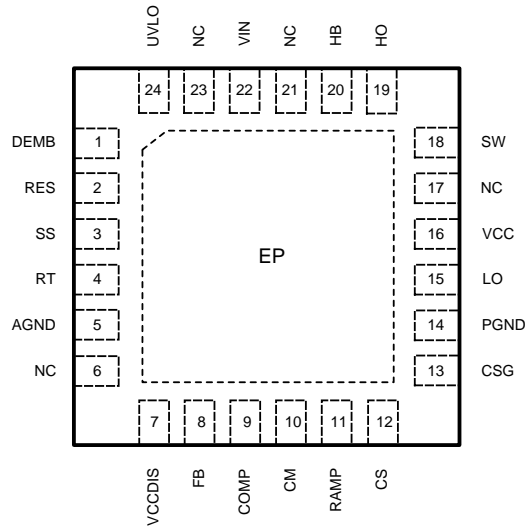 UVLO
NC
VIN
NC
HB
HO
24
23
22
21
20
19
DEMB 1
RES 2
SS 3
RT 4
AGND 5
NC 6
EP
18 SW
17 NC
16 VCC
15 LO
14 PGND
13 CSG
7
8
9
10
11
12
VCCDIS
FB
COMP
CM
RAMP
CS